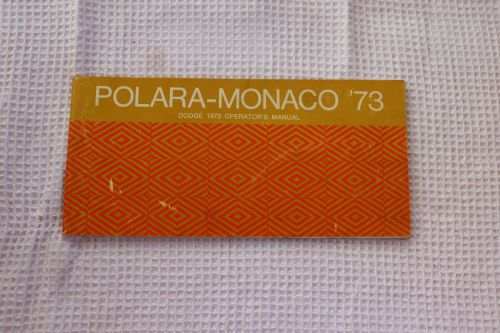 POLARA-MONACO '73
DODGE 1973 OPERATOR'S MANUAL